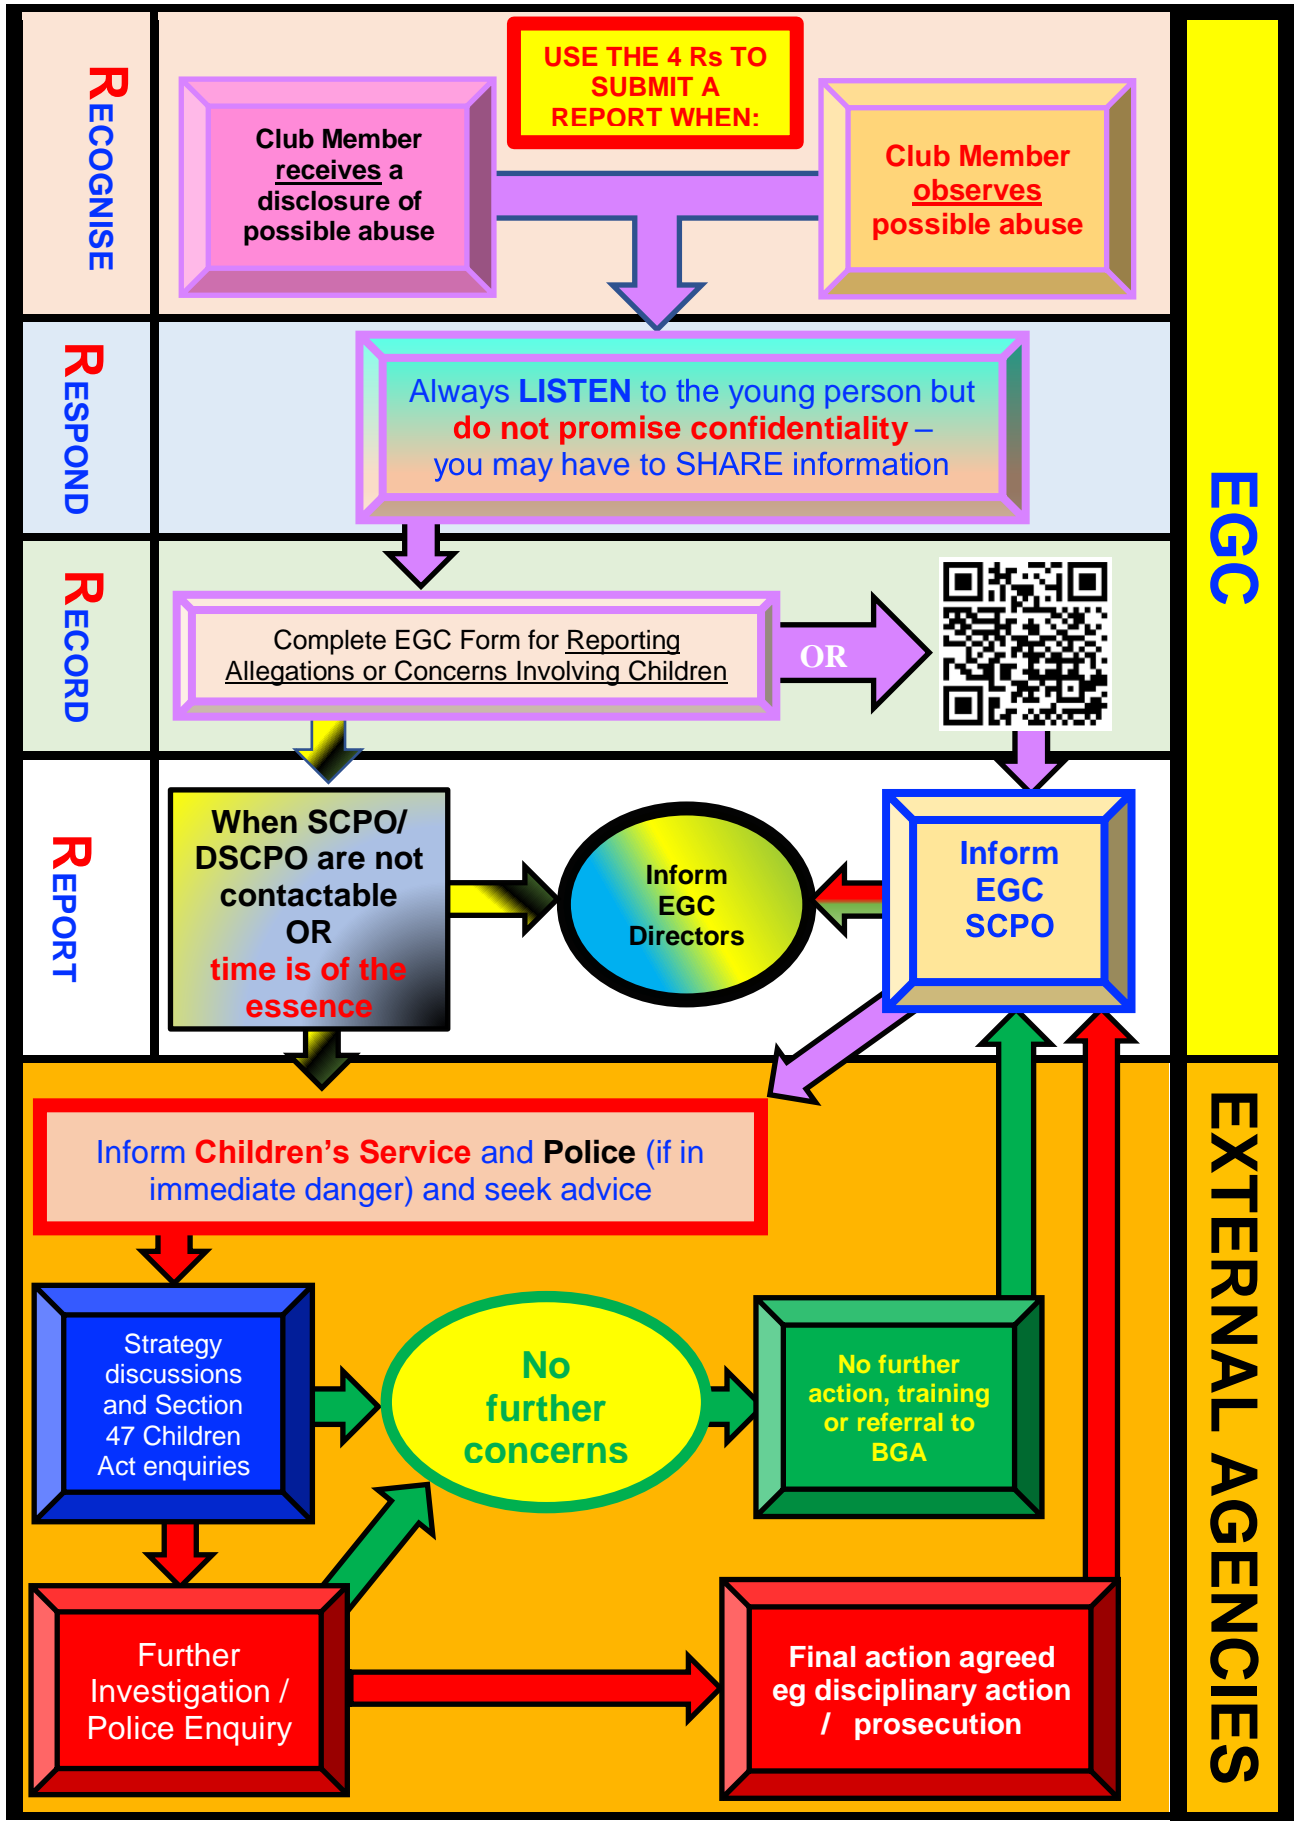 USE THE 4 Rs TO
SUBMIT A
REPORT WHEN:
RECOGNISE
Club Member
receives a
disclosure of
possible abuse
Club Member
observes
possible abuse
RESPOND
Always LISTEN to the young person but
do not promise confidentiality –
you may have to SHARE information
EGC
RECORD
Complete EGC Form for Reporting
Allegations or Concerns Involving Children
OR
REPORT
When SCPO/
DSCPO are not
contactable
OR
time is of the
essence
Inform
EGC
Directors
Inform
EGC
SCPO
EXTERNAL AGENCIES
Inform Children's Service and Police (if in
immediate danger) and seek advice
Strategy
discussions
and Section
47 Children
Act enquiries
No
further
concerns
No further
action, training
or referral to
BGA
Further
Investigation /
Police Enquiry
Final action agreed
eg disciplinary action
/ prosecution